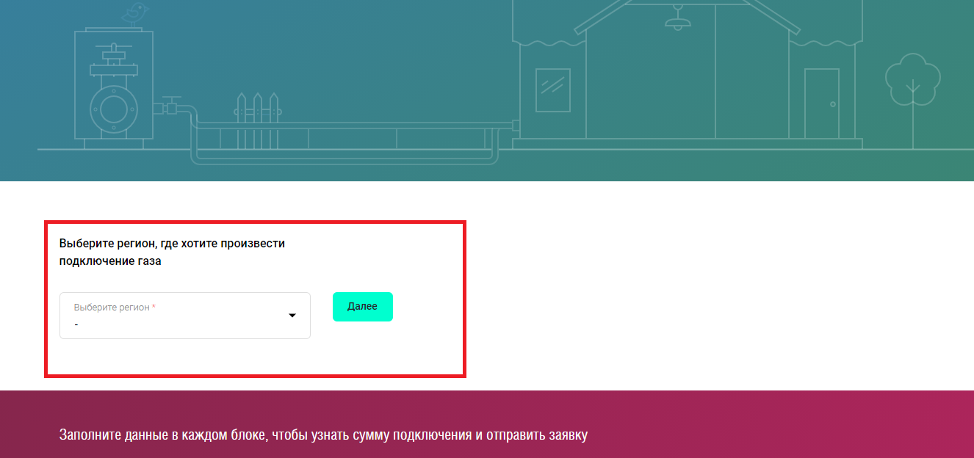 Выберите регион, где хотите произвести
подключение газа
Выберите регион *
-
Далее
Заполните данные в каждом блоке, чтобы узнать сумму подключения и отправить заявку